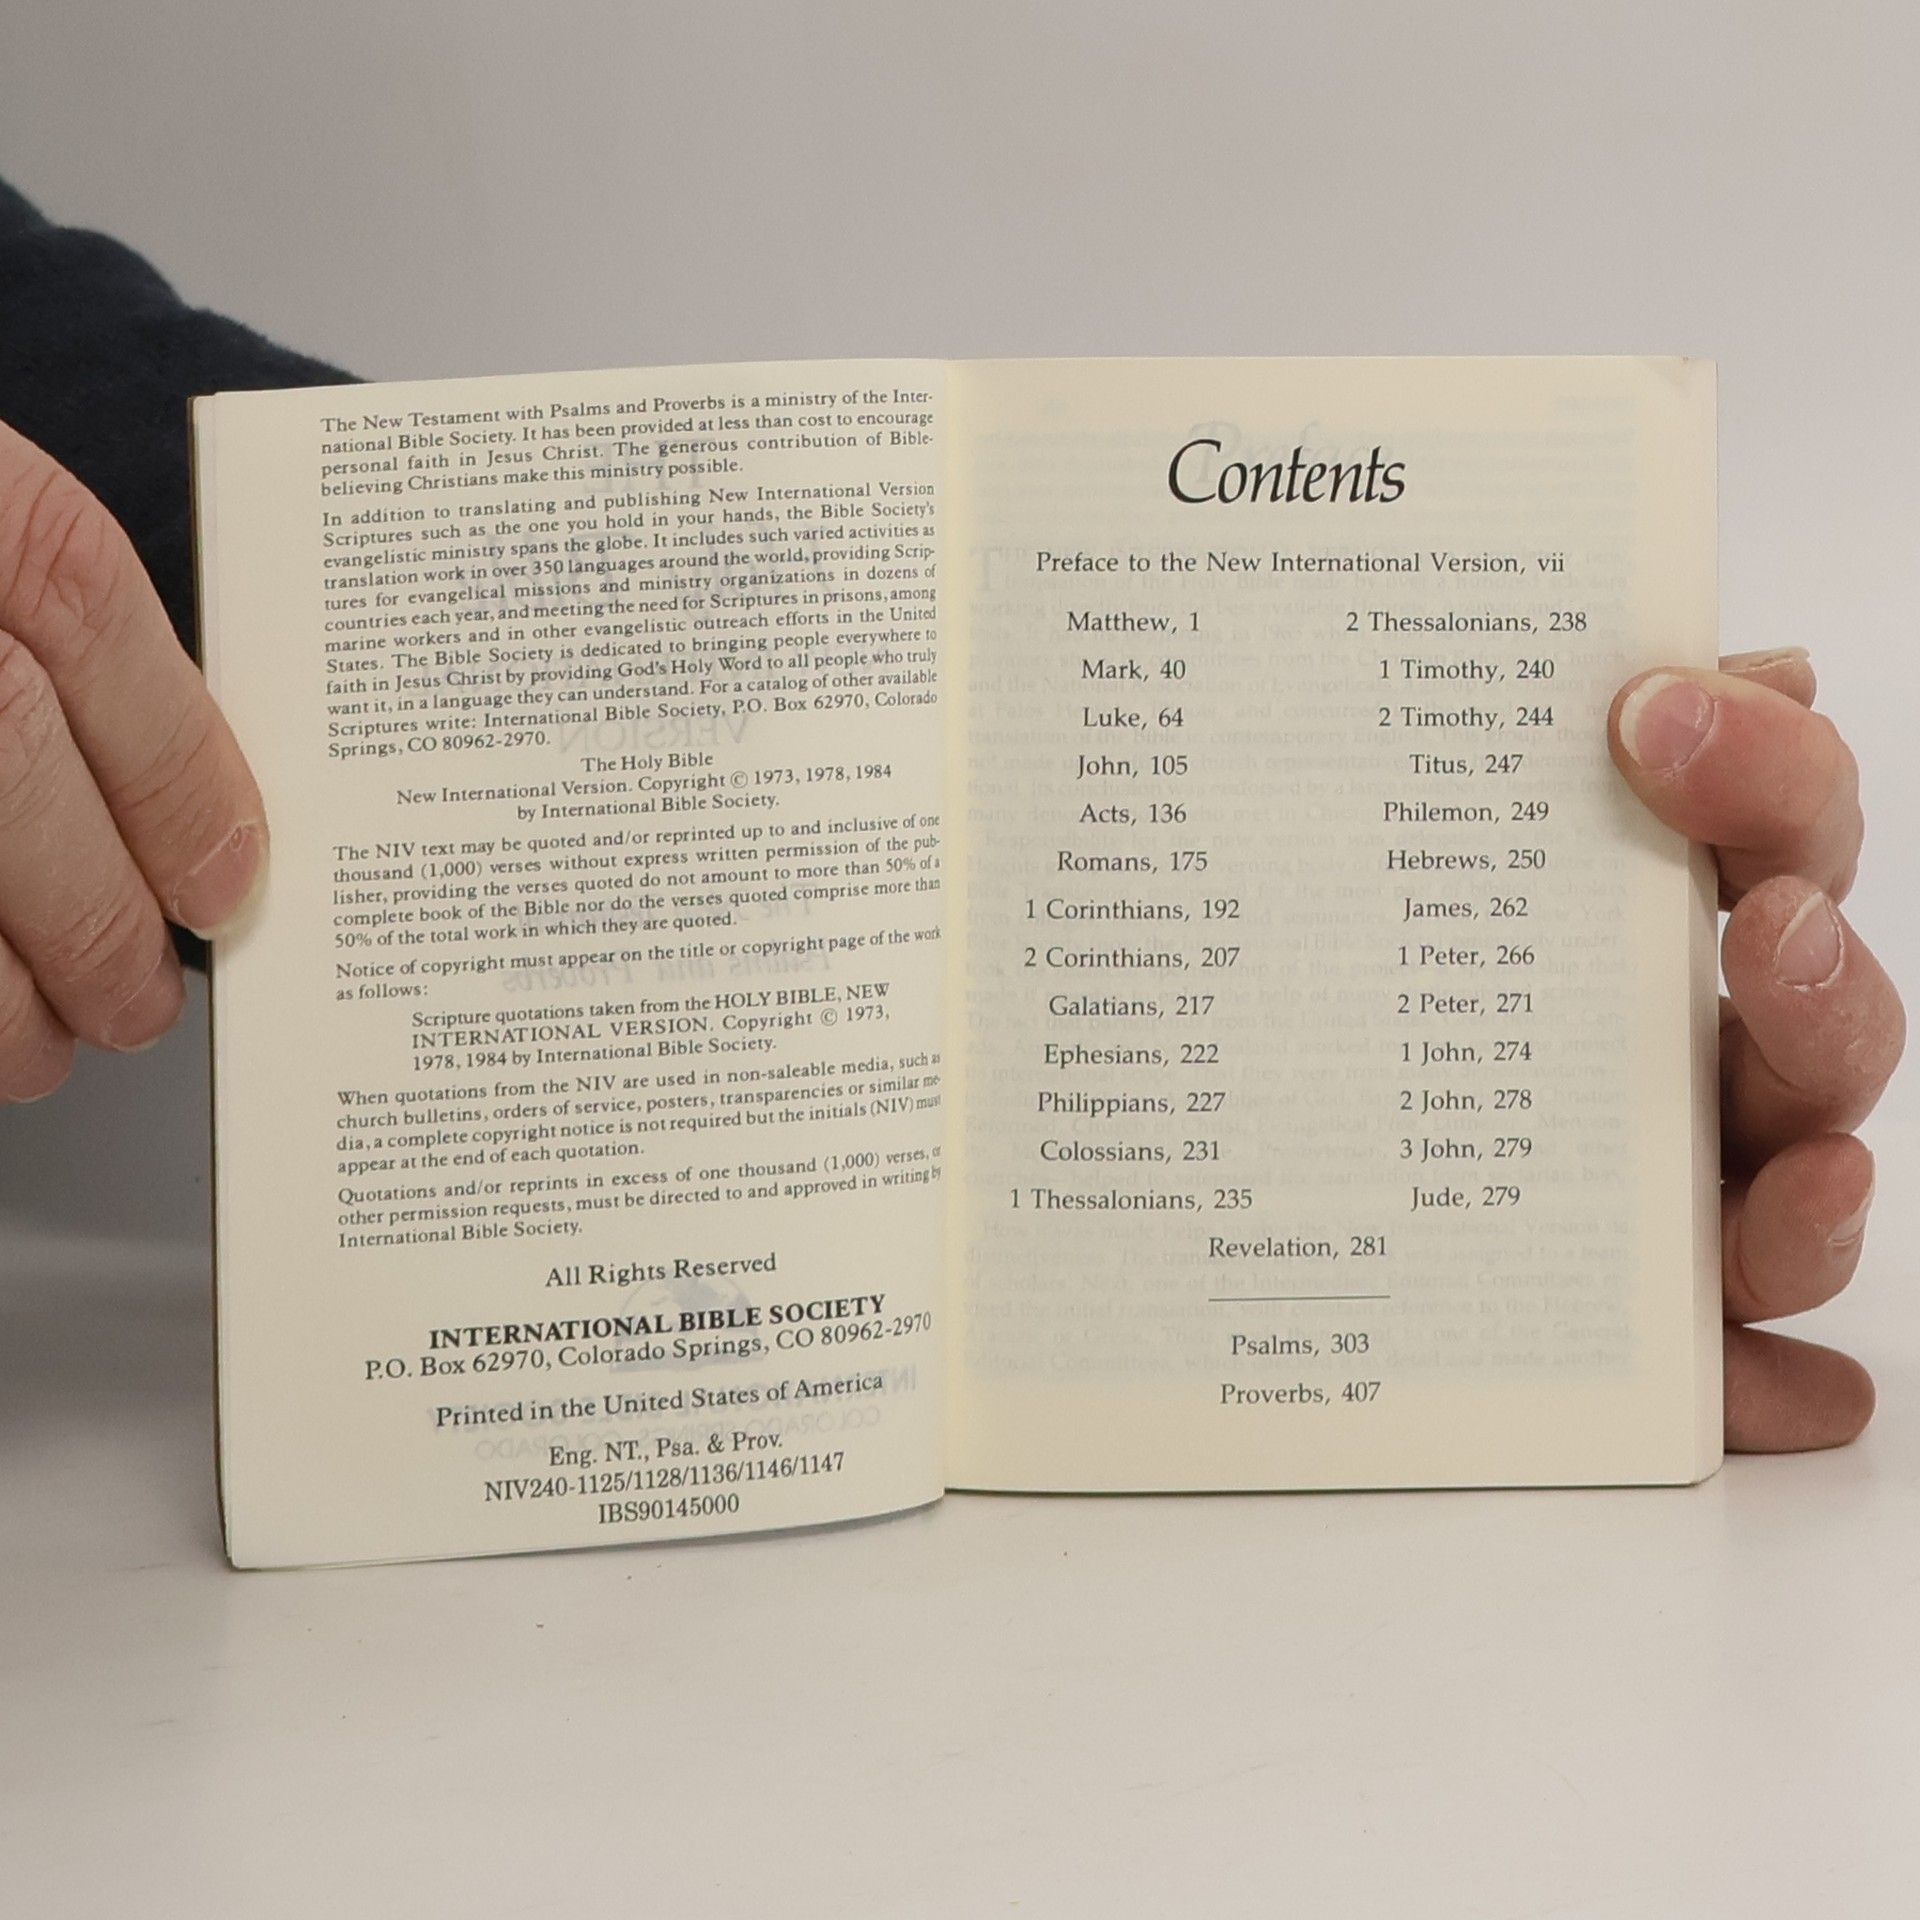 The New Testament with Psalms and Proverbs is a ministry of the Inter-
national Bible Society. It has been provided at less than cost to encourage
personal faith in Jesus Christ. The generous contribution of Bible-
believing Christians make this ministry possible.
In addition to translating and publishing New International Version
Scriptures such as the one you hold in your hands, the Bible Society's
evangelistic ministry spans the globe. It includes such varied activities as
translation work in over 350 languages around the world, providing Scrip-
tures for evangelical missions and ministry organizations in dozens of
countries each year, and meeting the need for Scriptures in prisons, among
marine workers and in other evangelistic outreach efforts in the United
States. The Bible Society is dedicated to bringing people everywhere to
faith in Jesus Christ by providing God's Holy Word to all people who truly
want it, in a language they can understand. For a catalog of other available
Scriptures write: International Bible Society, P.O. Box 62970, Colorado
Springs, CO 80962-2970.
The Holy Bible
New International Version. Copyright © 1973, 1978, 1984
by International Bible Society.
The NIV text may be quoted and/or reprinted up to and inclusive of one
thousand (1,000) verses without express written permission of the pub-
lisher, providing the verses quoted do not amount to more than 50% of a
complete book of the Bible nor do the verses quoted comprise more than
50% of the total work in which they are quoted.
Notice of copyright must appear on the title or copyright page of the work
as follows:
Scripture quotations taken from the HOLY BIBLE, NEW
INTERNATIONAL VERSION. Copyright © 1973,
1978, 1984 by International Bible Society.
When quotations from the NIV are used in non-saleable media, such as
church bulletins, orders of service, posters, transparencies or similar me-
dia, a complete copyright notice is not required but the initials (NIV) must
appear at the end of each quotation.
Quotations and/or reprints in excess of one thousand (1,000) verses, or
other permission requests, must be directed to and approved in writing by
International Bible Society.
All Rights Reserved
INTERNATIONAL BIBLE SOCIETY
P.O. Box 62970, Colorado Springs, CO 80962-2970
Printed in the United States of America
Eng. NT., Psa. & Prov.
NIV240-1125/1128/1136/1146/1147
IBS90145000
Contents
Preface to the New International Version, vii
Matthew, 1
Mark, 40
Luke, 64
John, 105
Acts, 136
Romans, 175
1 Corinthians, 192
2 Corinthians, 207
Galatians, 217
Ephesians, 222
Philippians, 227
Colossians, 231
1 Thessalonians, 235
2 Thessalonians, 238
1 Timothy, 240
2 Timothy, 244
Titus, 247
Philemon, 249
Hebrews, 250
James, 262
1 Peter, 266
2 Peter, 271
1 John, 274
2 John, 278
3 John, 279
Jude, 279
Revelation, 281
Psalms, 303
Proverbs, 407